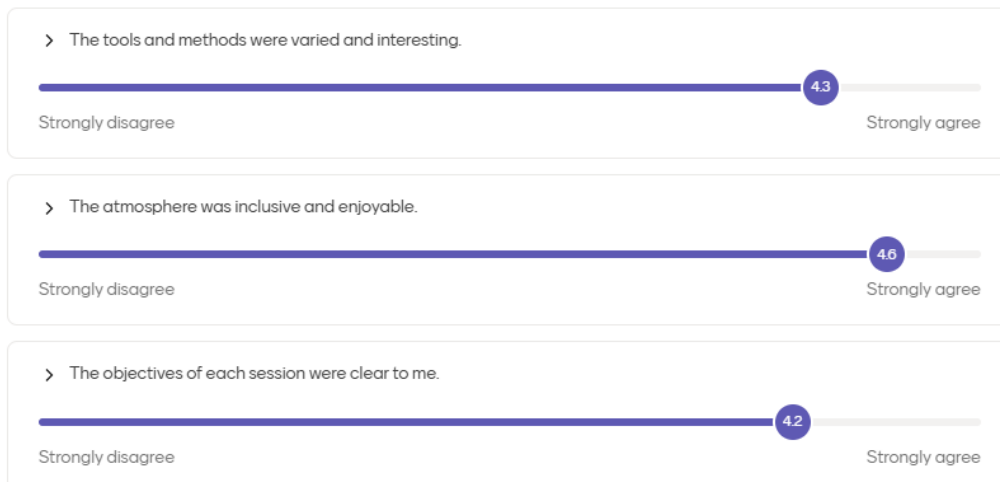 The tools and methods were varied and interesting.
4.3
Strongly disagree Strongly agree
The atmosphere was inclusive and enjoyable.
4.6
Strongly disagree Strongly agree
The objectives of each session were clear to me.
4.2
Strongly disagree Strongly agree